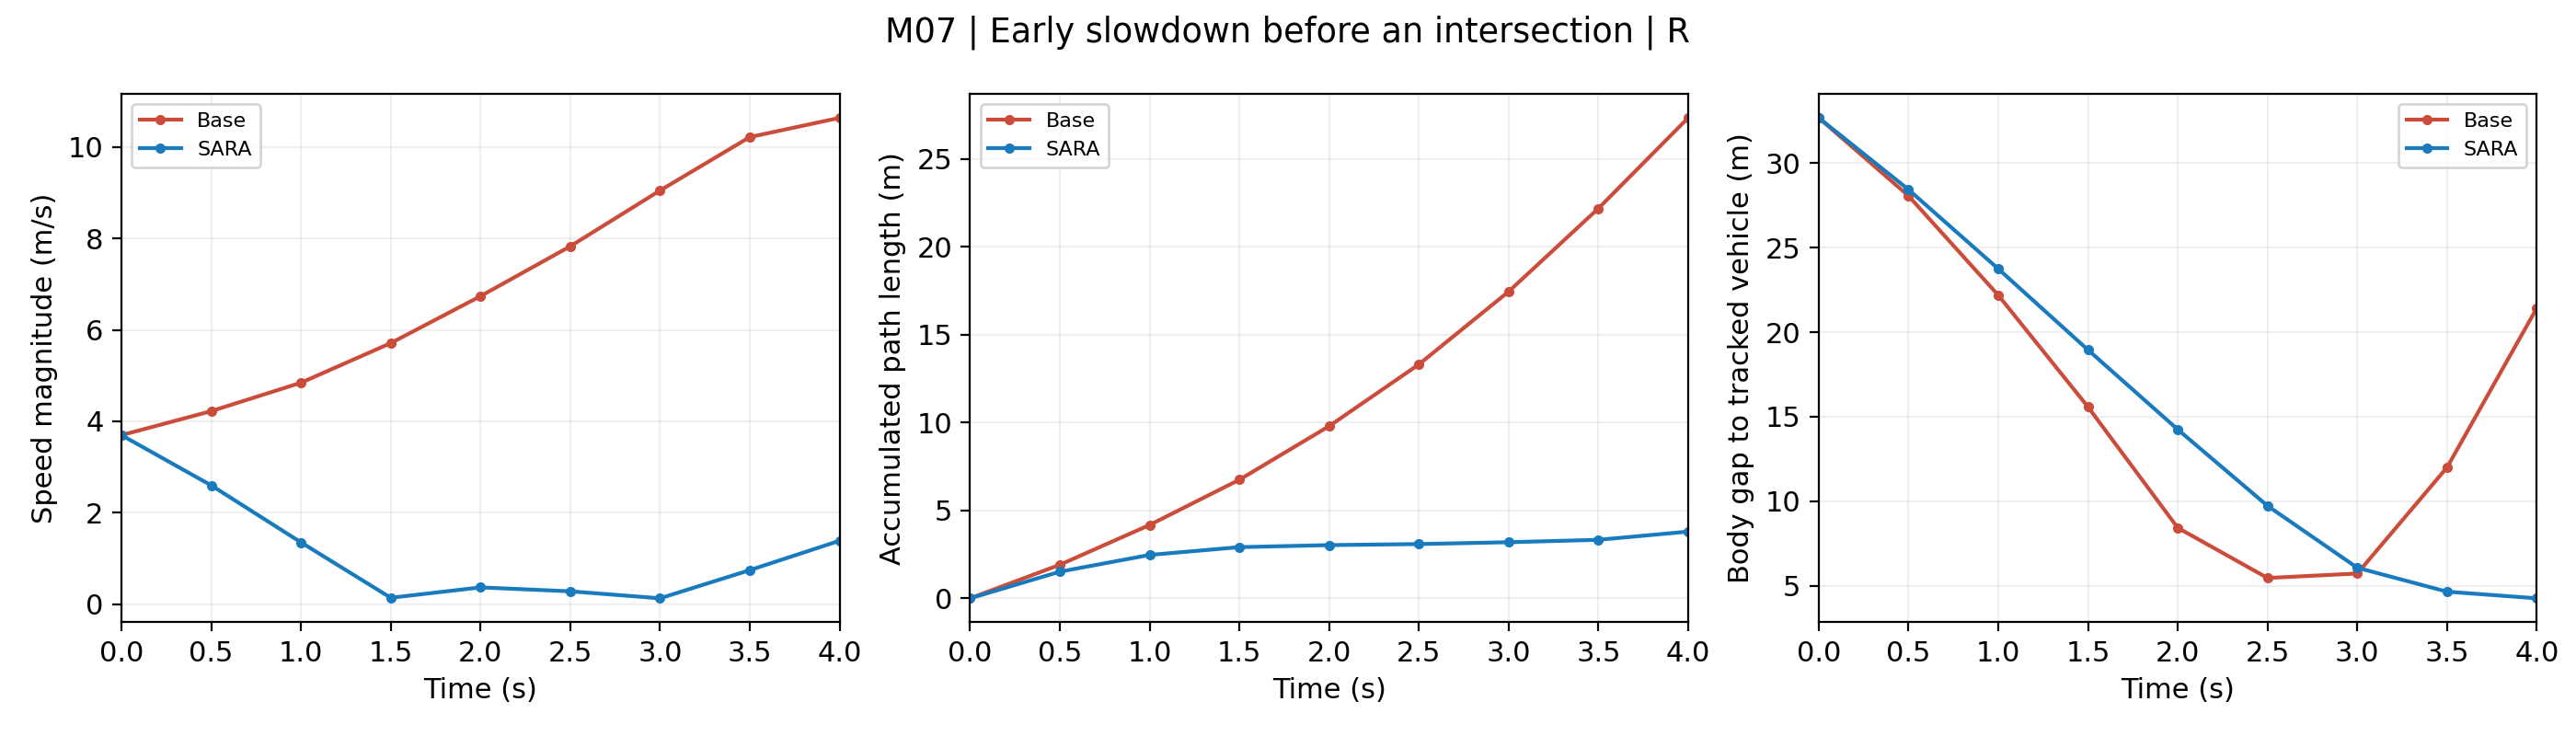 M07 | Early slowdown before an intersection | R
Speed magnitude (m/s)
10
8
6
4
2
0
Base
SARA
0.0 0.5 1.0 1.5 2.0 2.5 3.0 3.5 4.0
Time (s)
Accumulated path length (m)
25
20
15
10
5
0
Base
SARA
0.0 0.5 1.0 1.5 2.0 2.5 3.0 3.5 4.0
Time (s)
Body gap to tracked vehicle (m)
30
25
20
15
10
5
Base
SARA
0.0 0.5 1.0 1.5 2.0 2.5 3.0 3.5 4.0
Time (s)